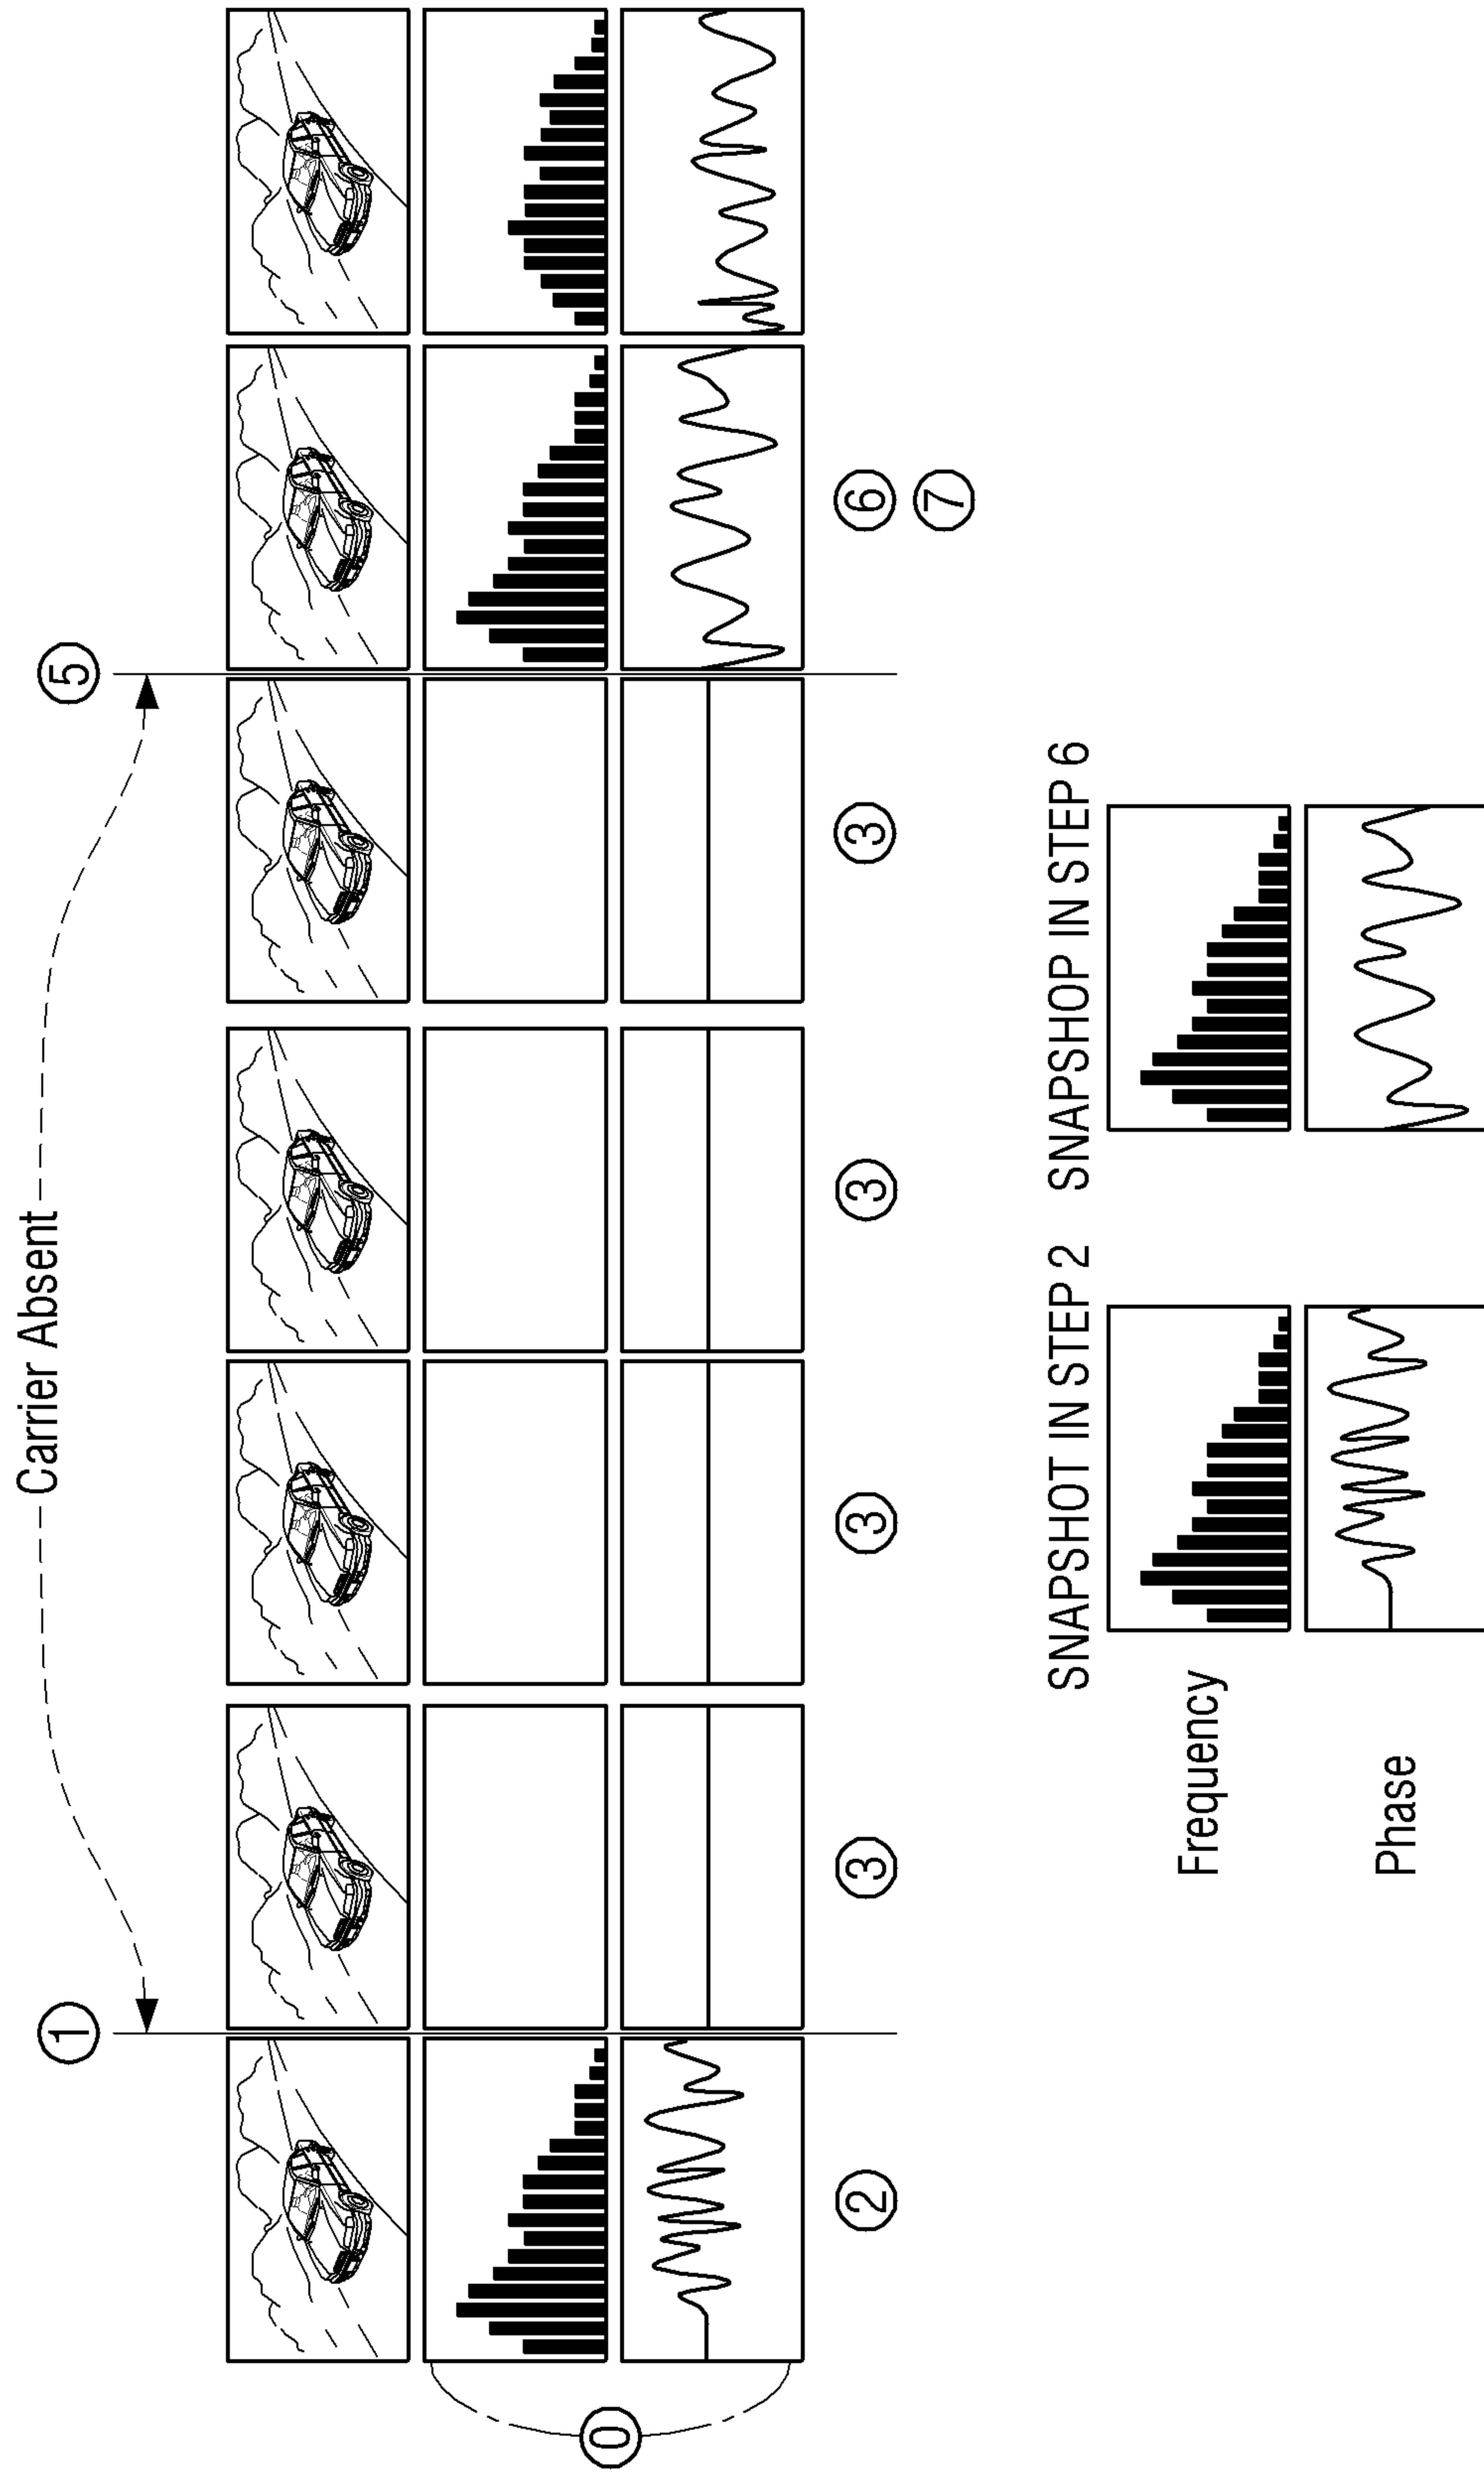 Carrier Absent
1
5
0
2
3
3
3
3
6
7
SNAPSHOT IN STEP 2
SNAPSHOP IN STEP 6
Frequency
Phase